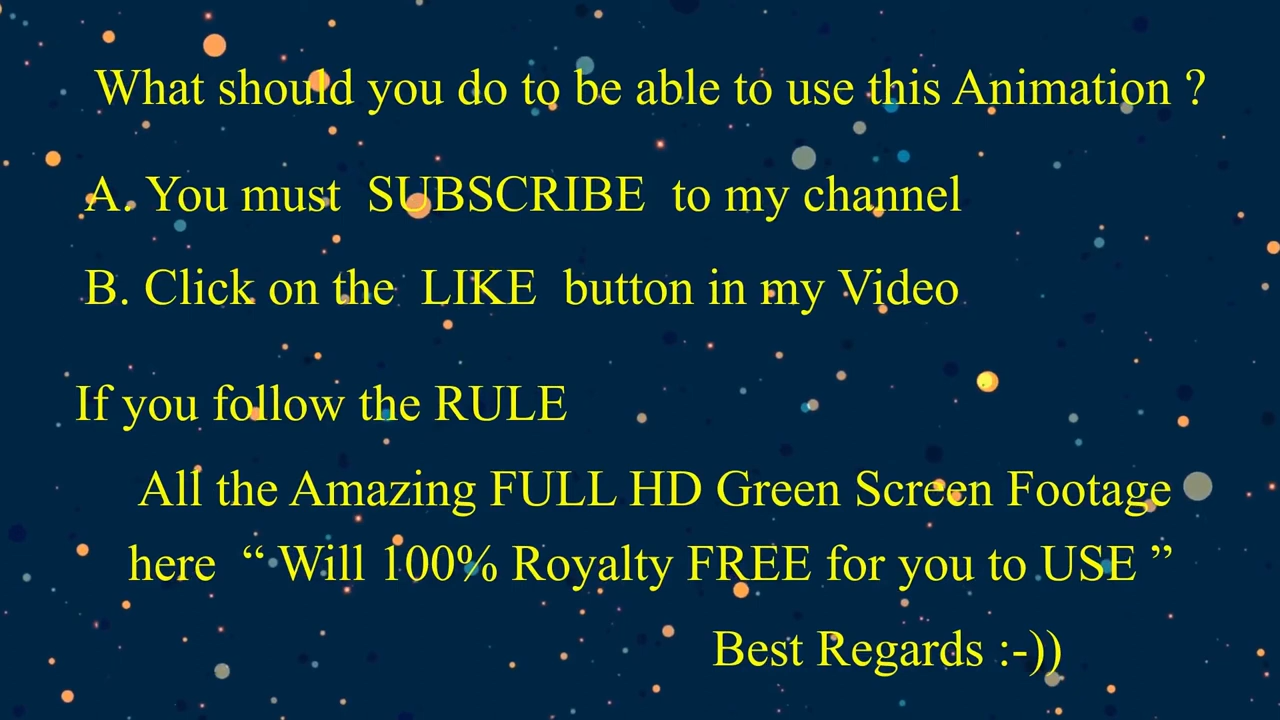 What should you do to be able to use this Animation ?
A. You must SUBSCRIBE to my channel
B. Click on the LIKE button in my Video
If you follow the RULE
All the Amazing FULL HD Green Screen Footage
here “ Will 100% Royalty FREE for you to USE ”
Best Regards :-))